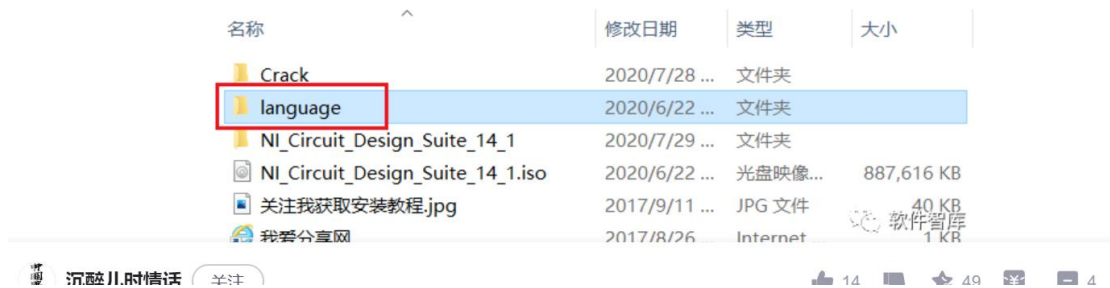 名称 修改日期 类型 大小
Crack 2020/7/28 ... 文件夹
language 2020/6/22 ... 文件夹
NI_Circuit_Design_Suite_14_1 2020/7/29 ... 文件夹
NI_Circuit_Design_Suite_14_1.iso 2020/6/22 ... 光盘映像... 887,616 KB
关注我获取安装教程.jpg 2017/9/11 ... JPG 文件 40 KB
软件智库
我爱分享网 2017/8/26 Internet 1 KB
沉醉儿时情话 关注 14 49 4